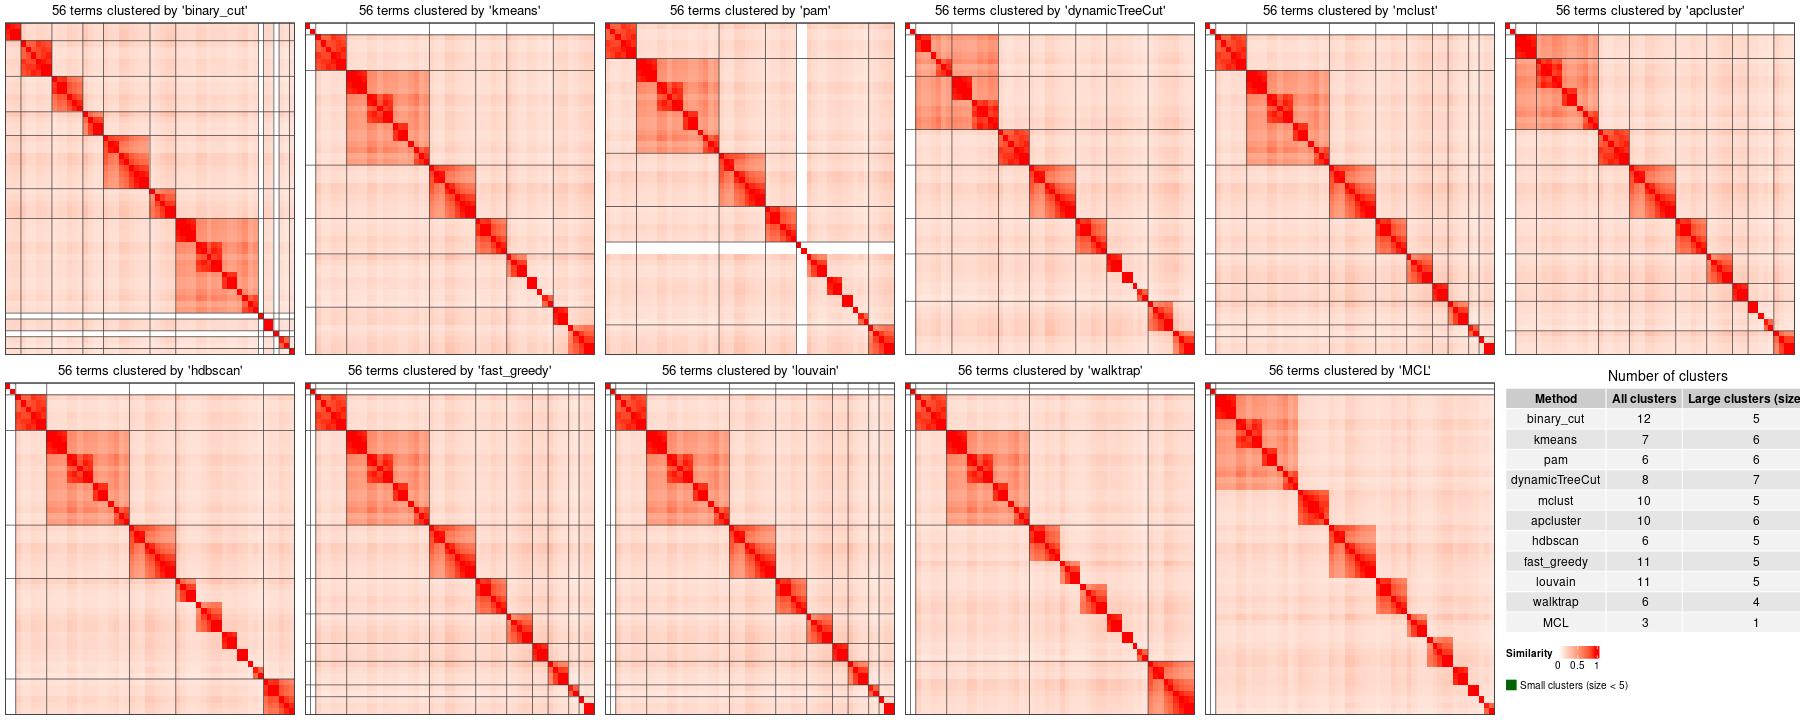 56 terms clustered by 'binary_cut'
56 terms clustered by 'kmeans'
56 terms clustered by 'pam'
56 terms clustered by 'dynamicTreeCut'
56 terms clustered by 'mclust'
56 terms clustered by 'apcluster'
56 terms clustered by 'hdbscan'
56 terms clustered by 'fast_greedy'
56 terms clustered by 'louvain'
56 terms clustered by 'walktrap'
56 terms clustered by 'MCL'
Number of clusters
Method All clusters Large clusters (size
binary_cut 12 5
kmeans 7 6
pam 6 6
dynamicTreeCut 8 7
mclust 10 5
apcluster 10 6
hdbscan 6 5
fast_greedy 11 5
louvain 11 5
walktrap 6 4
MCL 3 1
Similarity
0 0.5 1
Small clusters (size < 5)